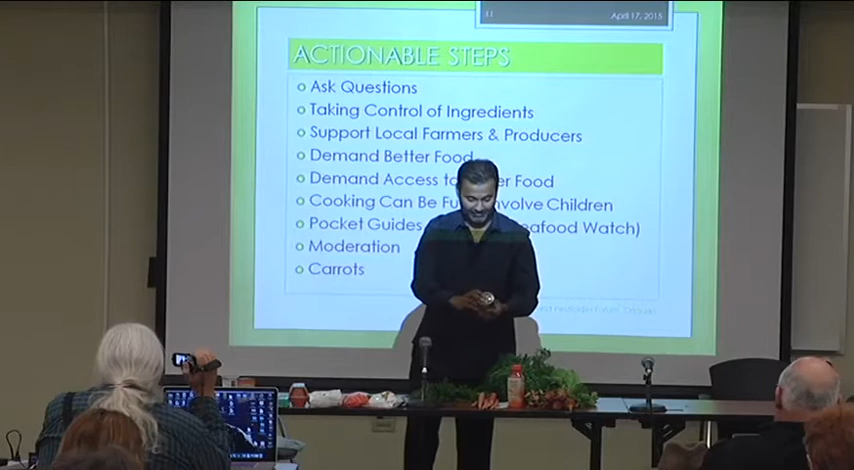 11 April 17, 2015
ACTIONABLE STEPS
Ask Questions
Taking Control of Ingredients
Support Local Farmers & Producers
Demand Better Food
Demand Access to Food
Cooking Can Be Involve Children
Pocket Guides Watch)
Moderation
Carrots